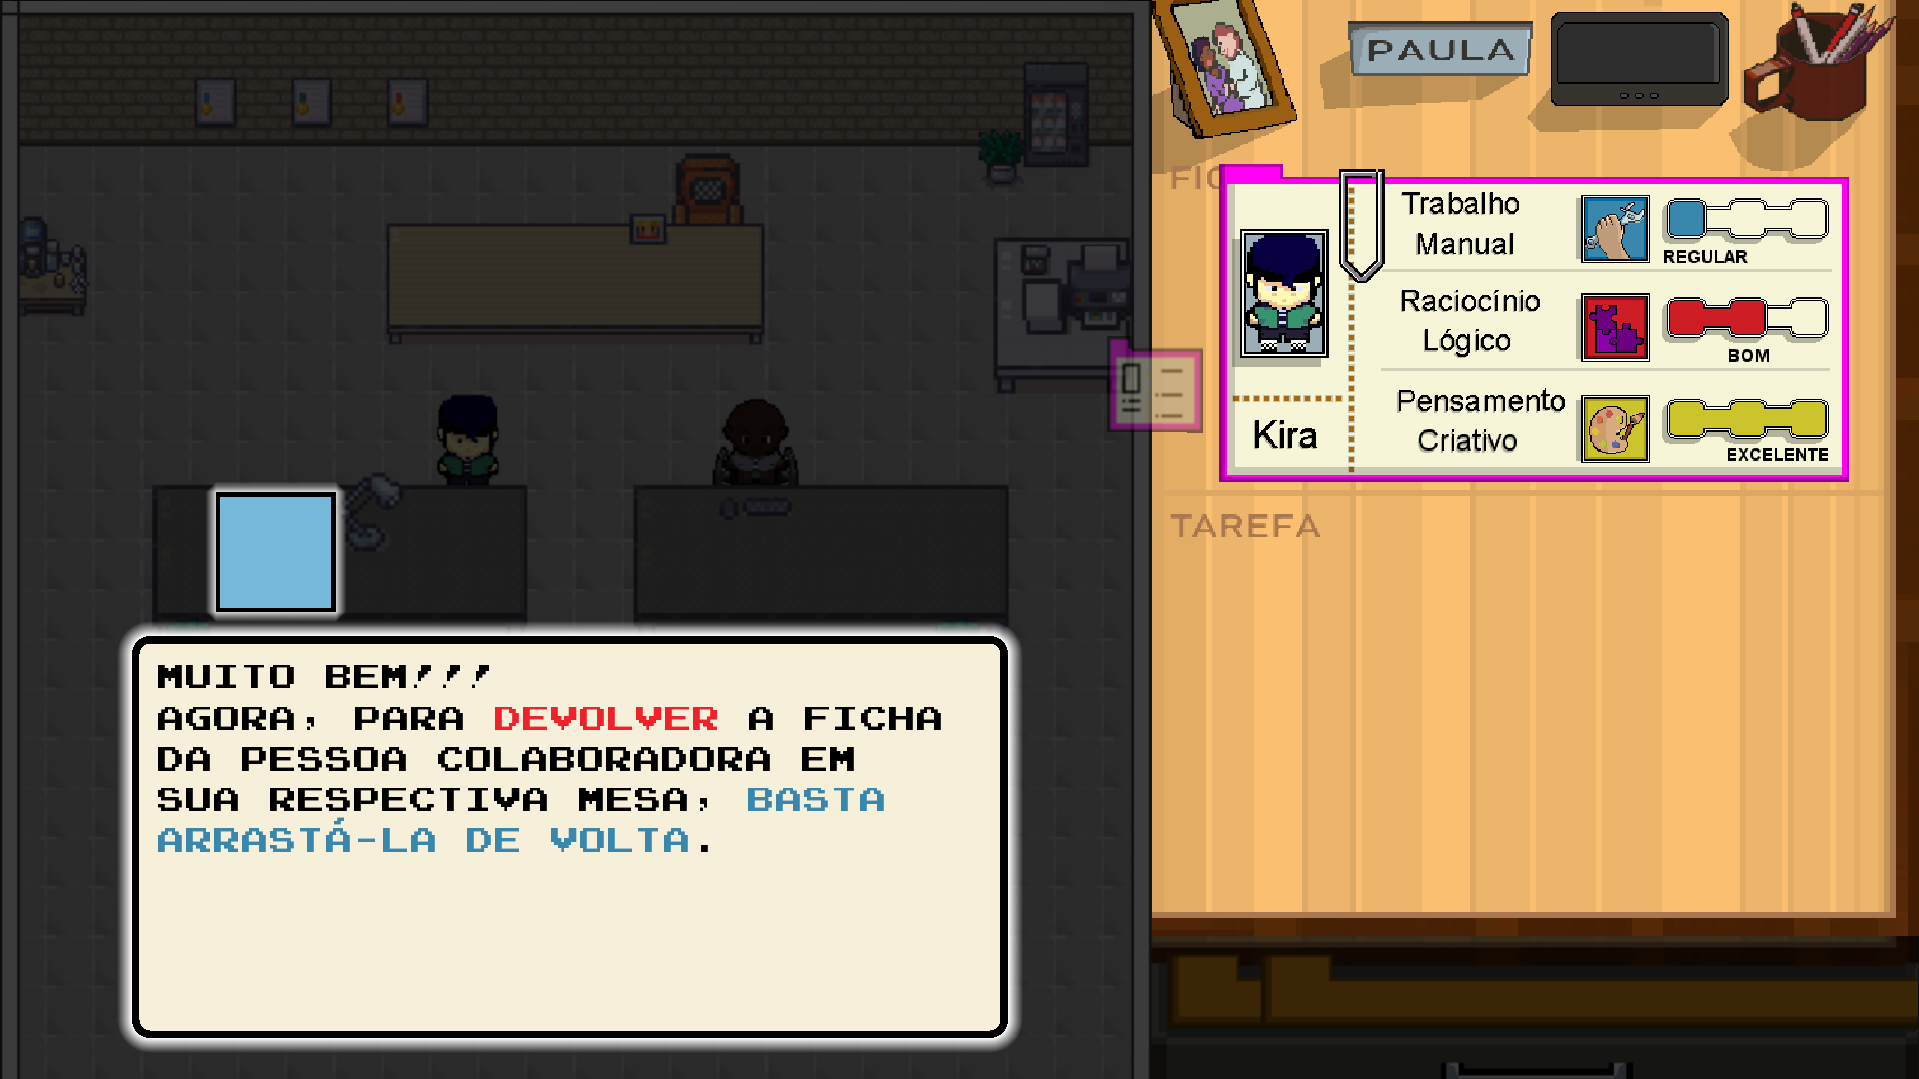 PAULA
FIC
Trabalho
Manual
REGULAR
Raciocínio
Lógico
BOM
Pensamento
Criativo
EXCELENTE
Kira
TAREFA
MUITO BEM!!!
AGORA, PARA DEVOLVER A FICHA
DA PESSOA COLABORADORA EM
SUA RESPECTIVA MESA, BASTA
ARRASTÁ-LA DE VOLTA.